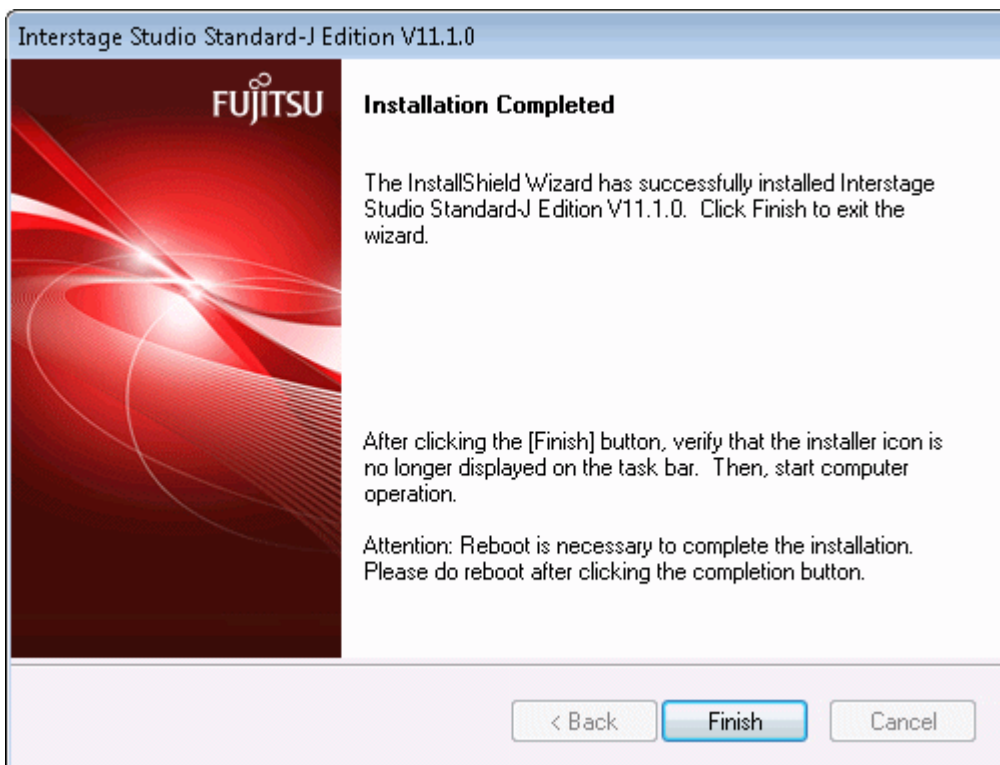 Interstage Studio Standard-J Edition V11.1.0
FUJITSU
Installation Completed
The InstallShield Wizard has successfully installed Interstage
Studio Standard-J Edition V11.1.0.  Click Finish to exit the
wizard.
After clicking the [Finish] button, verify that the installer icon is
no longer displayed on the task bar.  Then, start computer
operation.
Attention: Reboot is necessary to complete the installation.
Please do reboot after clicking the completion button.
< Back
Finish
Cancel